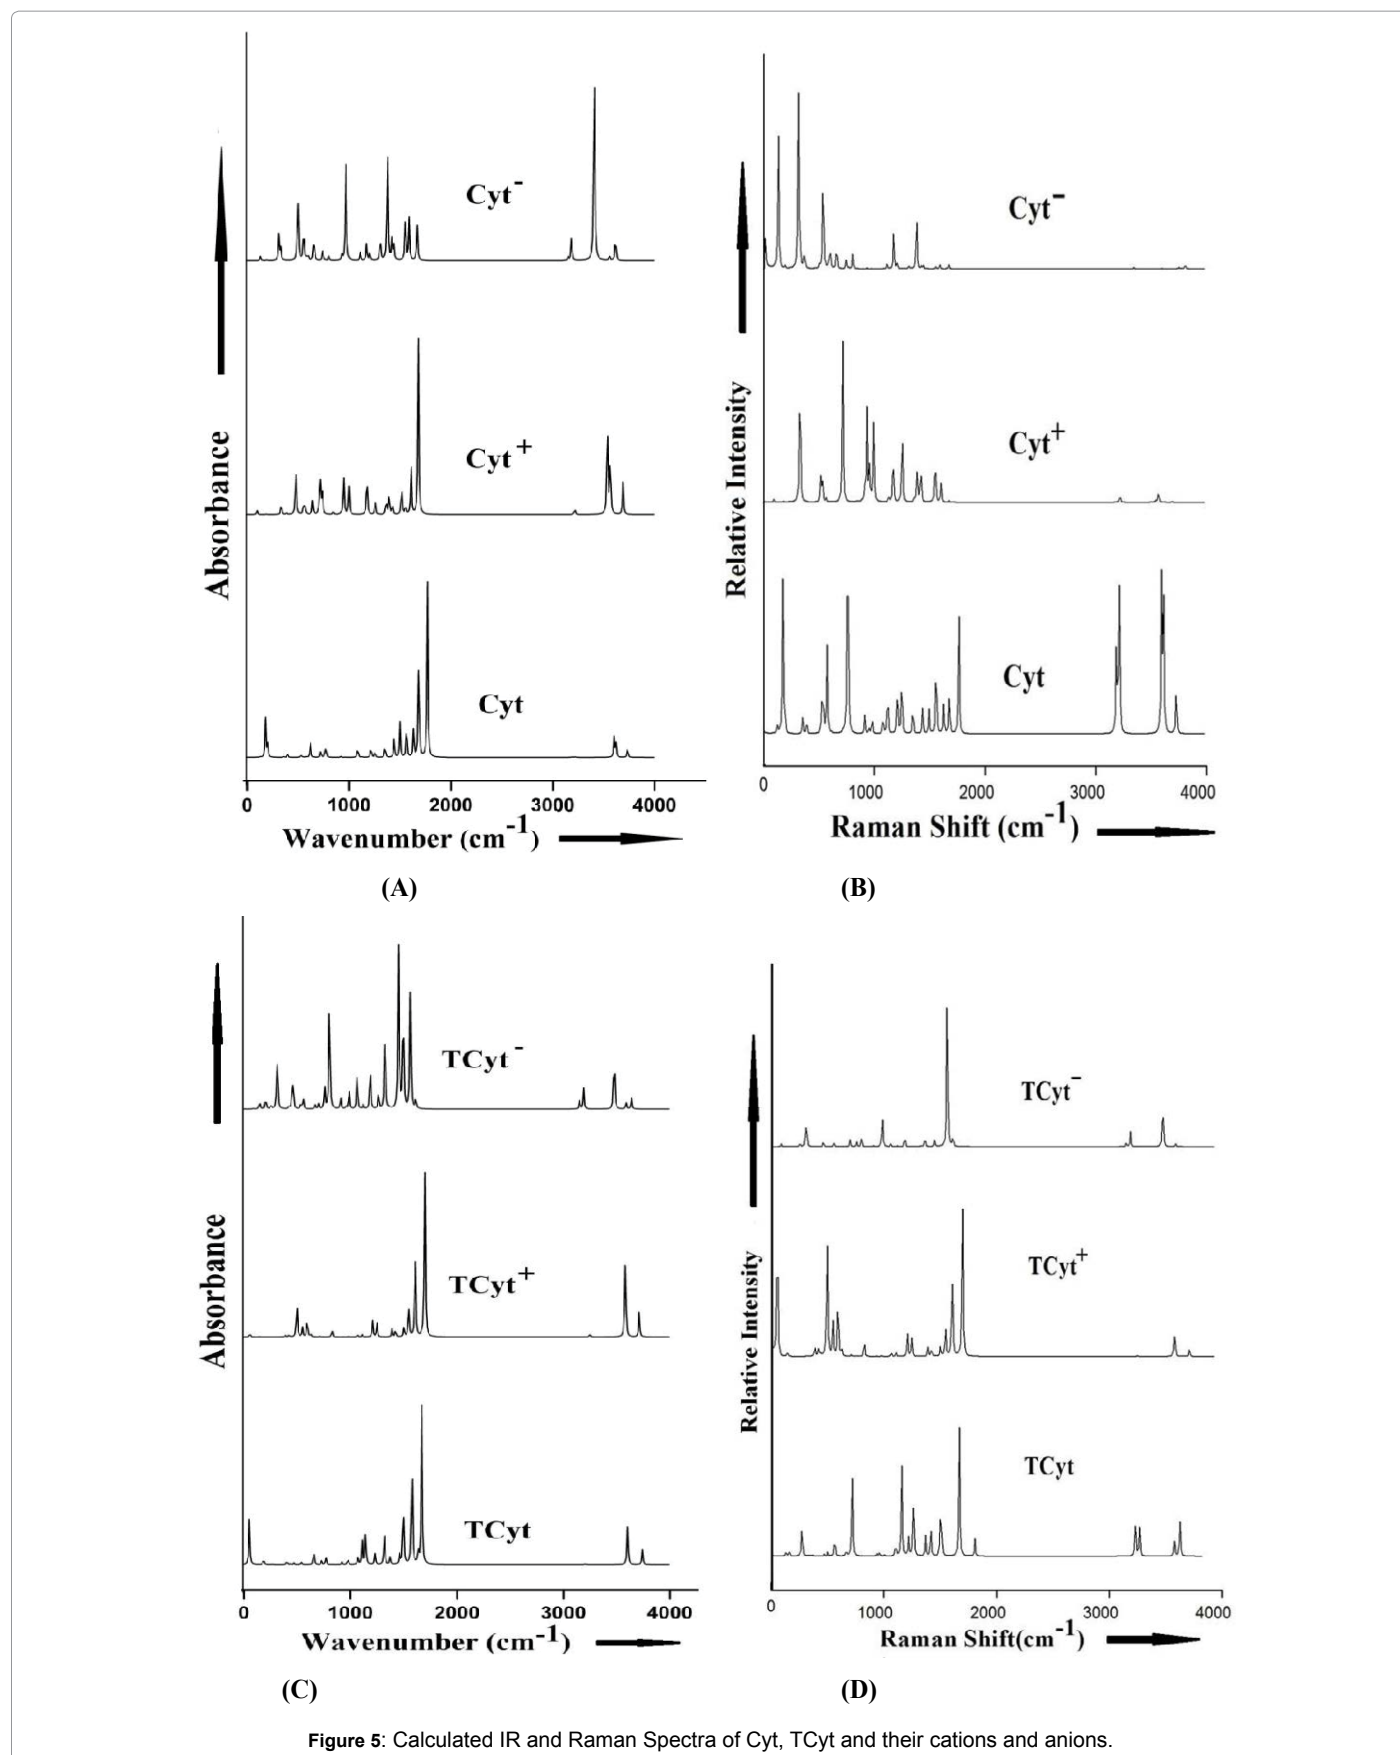 Cyt-
Cyt+
Cyt
Absorbance
0 1000 2000 3000 4000
Wavenumber (cm-1)
(A)
Cyt-
Cyt+
Cyt
Relative Intensity
0 1000 2000 3000 4000
Raman Shift (cm-1)
(B)
TCyt-
TCyt+
TCyt
Absorbance
0 1000 2000 3000 4000
Wavenumber (cm-1)
(C)
TCyt-
TCyt+
TCyt
Relative Intensity
0 1000 2000 3000 4000
Raman Shift(cm-1)
(D)
Figure 5: Calculated IR and Raman Spectra of Cyt, TCyt and their cations and anions.